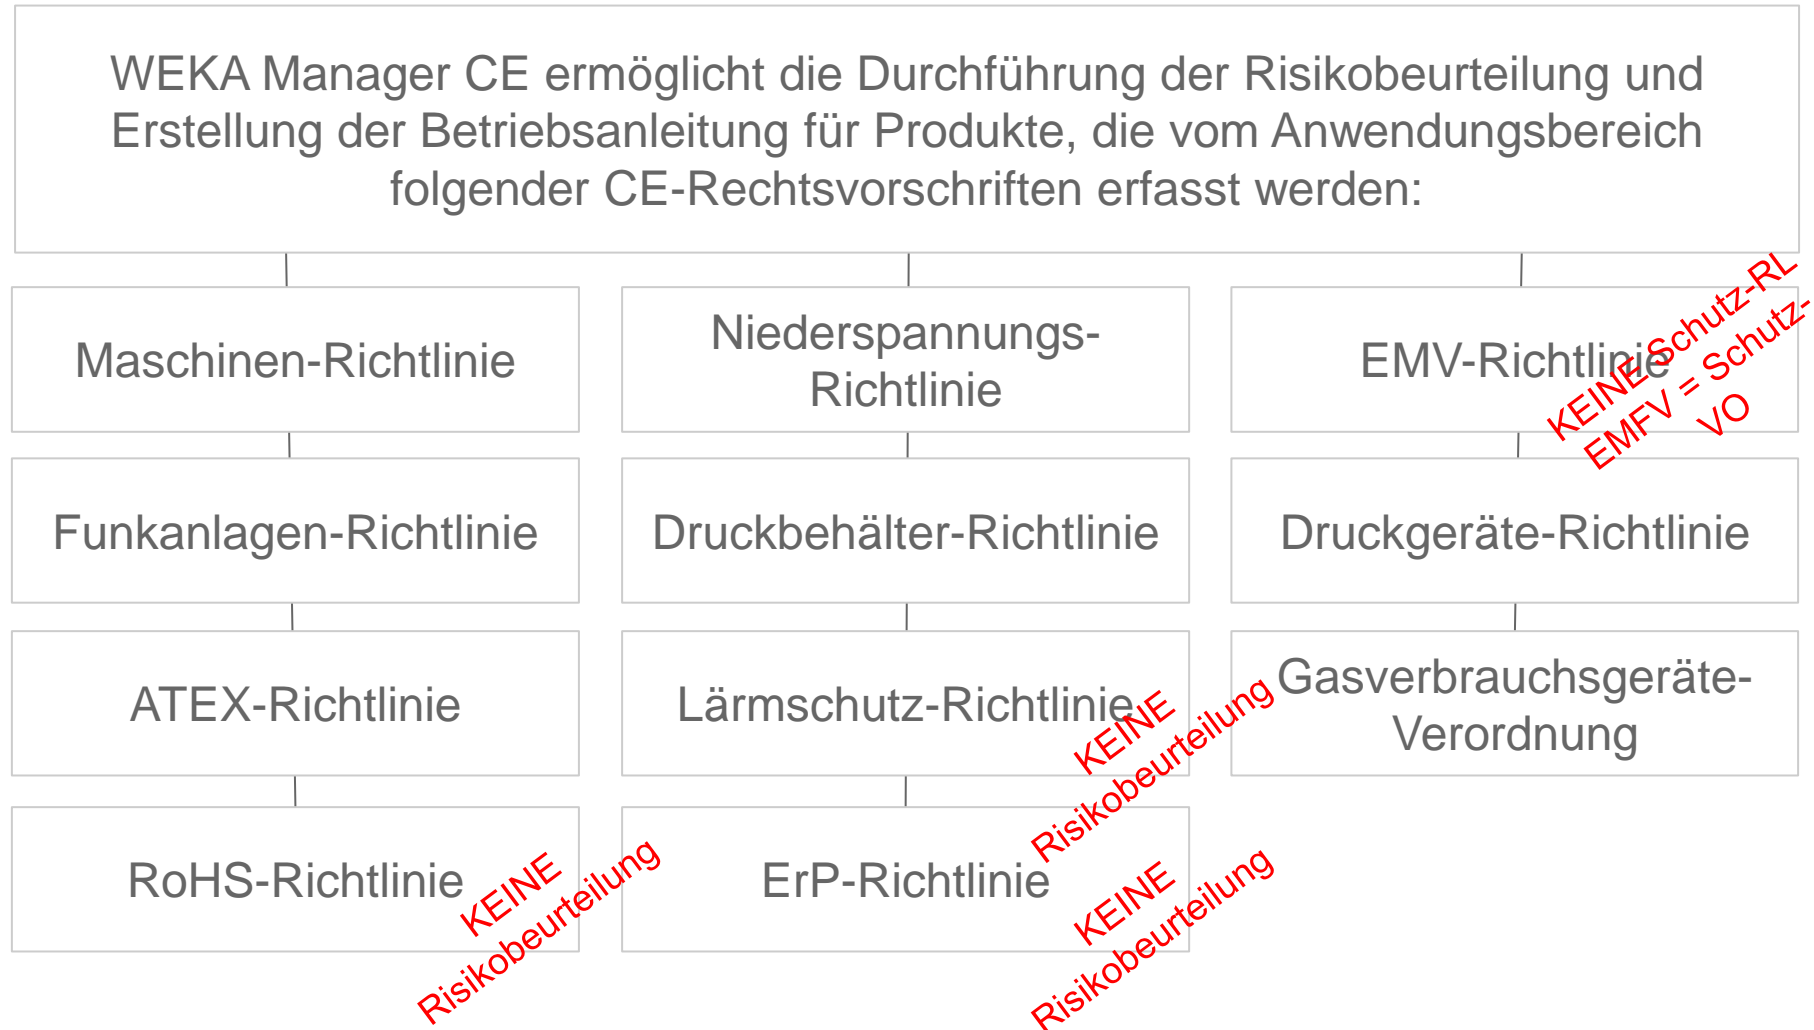 WEKA Manager CE ermöglicht die Durchführung der Risikobeurteilung und
Erstellung der Betriebsanleitung für Produkte, die vom Anwendungsbereich
folgender CE-Rechtsvorschriften erfasst werden:
Maschinen-Richtlinie
Niederspannungs-
Richtlinie
EMV-Richtlinie
KEINE Schutz-RL
EMFV = Schutz-
VO
Funkanlagen-Richtlinie
Druckbehälter-Richtlinie
Druckgeräte-Richtlinie
ATEX-Richtlinie
Lärmschutz-Richtlinie
KEINE
Risikobeurteilung
Gasverbrauchsgeräte-
Verordnung
RoHS-Richtlinie
KEINE
Risikobeurteilung
ErP-Richtlinie
KEINE
Risikobeurteilung